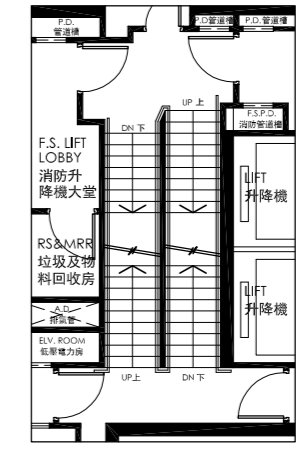 P.D.
管道槽
P.D.管道槽
P.D.管道槽
UP 上
DN 下
F.S.P.D.
消防管道槽
F.S. LIFT
LOBBY
消防升
降機大堂
LIFT
升降機
RS&MRR
垃圾及物
料回收房
LIFT
升降機
A.D.
排氣管
ELV. ROOM
低壓電力房
UP上
DN 下